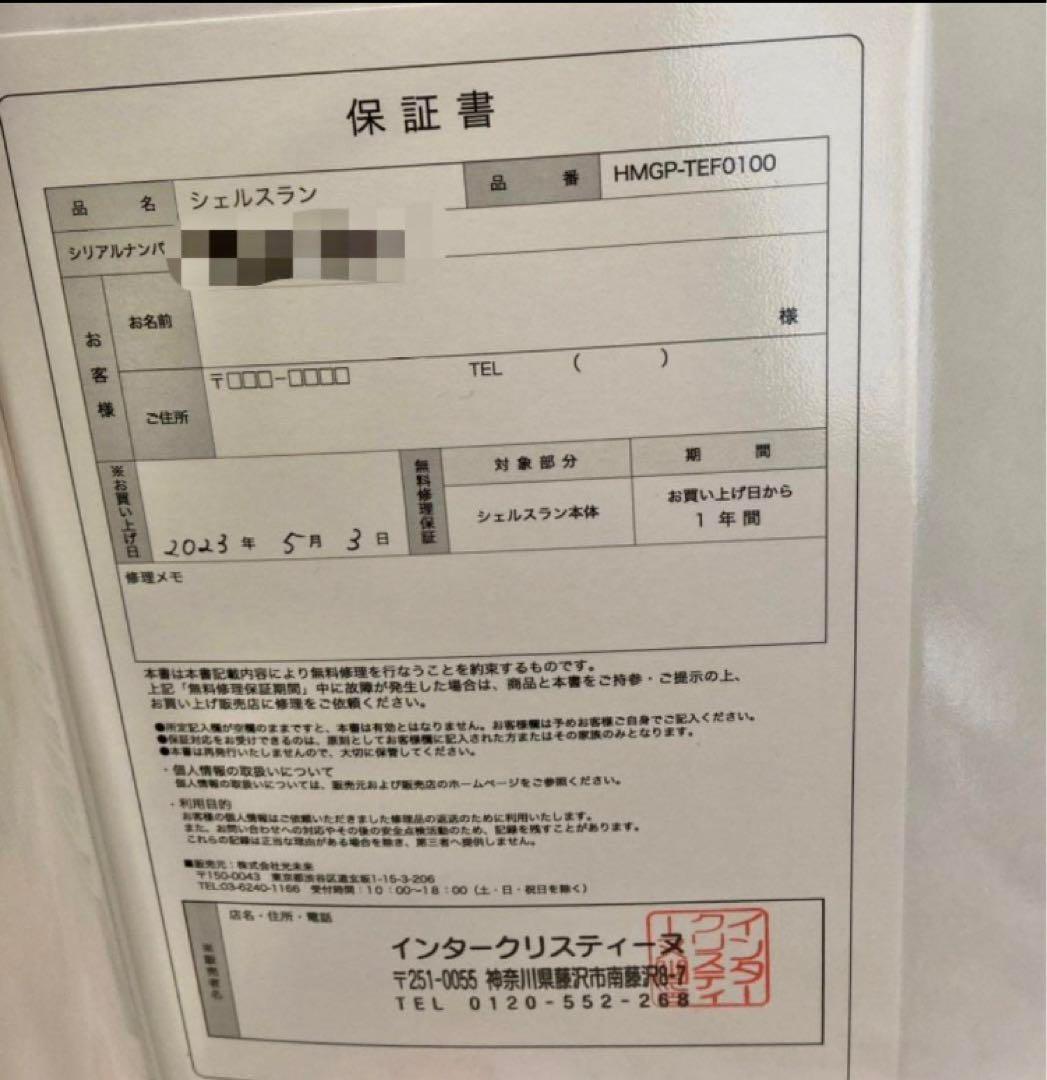 保証書
品名 シェルスラン 品番 HMGP-TEF0100
シリアルナンバ
お客様
お名前 様
ご住所 〒□□□-□□□□ TEL ( )
※お買い上げ日 2023年 5月 3日
無料修理保証
対象部分 期間
シェルスラン本体 お買い上げ日から
1年間
修理メモ
本書は本書記載内容により無料修理を行なうことを約束するものです。
上記「無料修理保証期間」中に故障が発生した場合は、商品と本書をご持参・ご提示の上、
お買い上げ販売店に修理をご依頼ください。
●所定記入欄が空欄のままですと、本書は有効とはなりません。お客様欄は予めお客様ご自身でご記入ください。
●保証対応をお受けできるのは、原則としてお客様欄に記入された方またはその家族のみとなります。
●本書は再発行いたしませんので、大切に保管してください。
・個人情報の取扱いについて
個人情報の取扱いについては、販売元および販売店のホームページをご参照ください。
・利用目的
お客様の個人情報はご依頼いただきました修理品の返送のために利用いたします。
また、お問い合わせへの対応やその後の安全点検活動のため、記録を残すことがあります。
これらの記録は正当な理由がある場合を除き、第三者へ提供しません。
■販売元：株式会社光未来
〒150-0043 東京都渋谷区道玄坂1-15-3-206
TEL:03-6240-1166 受付時間：10：00〜18：00（土・日・祝日を除く）
※販売者名
店名・住所・電話
インタークリスティーヌ
〒251-0055 神奈川県藤沢市南藤沢8-7
TEL 0120-552-268
インター
クリスティ